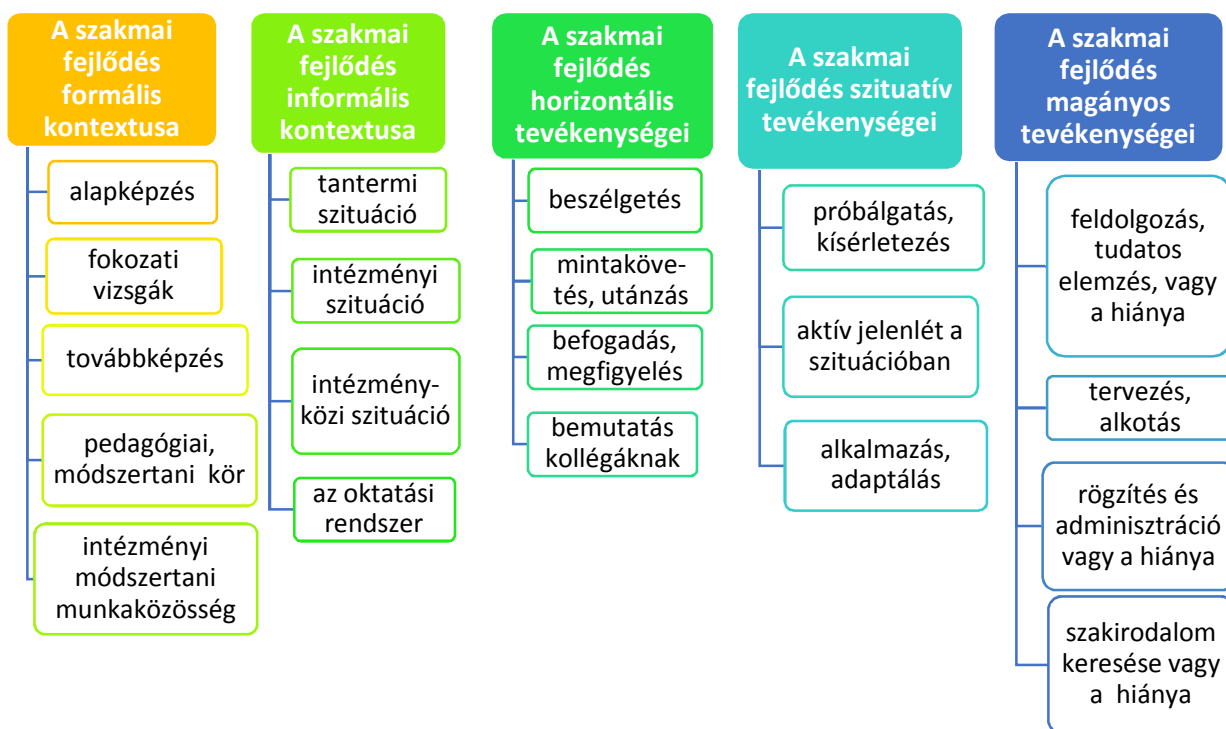 A szakmai
fejlődés
formális
kontextusa
alapképzés
fokozati
vizsgák
továbbképzés
pedagógiai,
módszertani kör
intézményi
módszertani
munkaközösség
A szakmai
fejlődés
informális
kontextusa
tantermi
szituáció
intézményi
szituáció
intézmény-
közi szituáció
az oktatási
rendszer
A szakmai
fejlődés
horizontális
tevékenységei
beszélgetés
mintaköve-
tés, utánzás
befogadás,
megfigyelés
bemutatás
kollégáknak
A szakmai
fejlődés szituatív
tevékenységei
próbálgatás,
kísérletezés
aktív jelenlét a
szituációban
alkalmazás,
adaptálás
A szakmai
fejlődés
magányos
tevékenységei
feldolgozás,
tudatos
elemzés, vagy
a hiánya
tervezés,
alkotás
rögzítés és
adminisztráció
vagy a hiánya
szakirodalom
keresése vagy
a hiánya